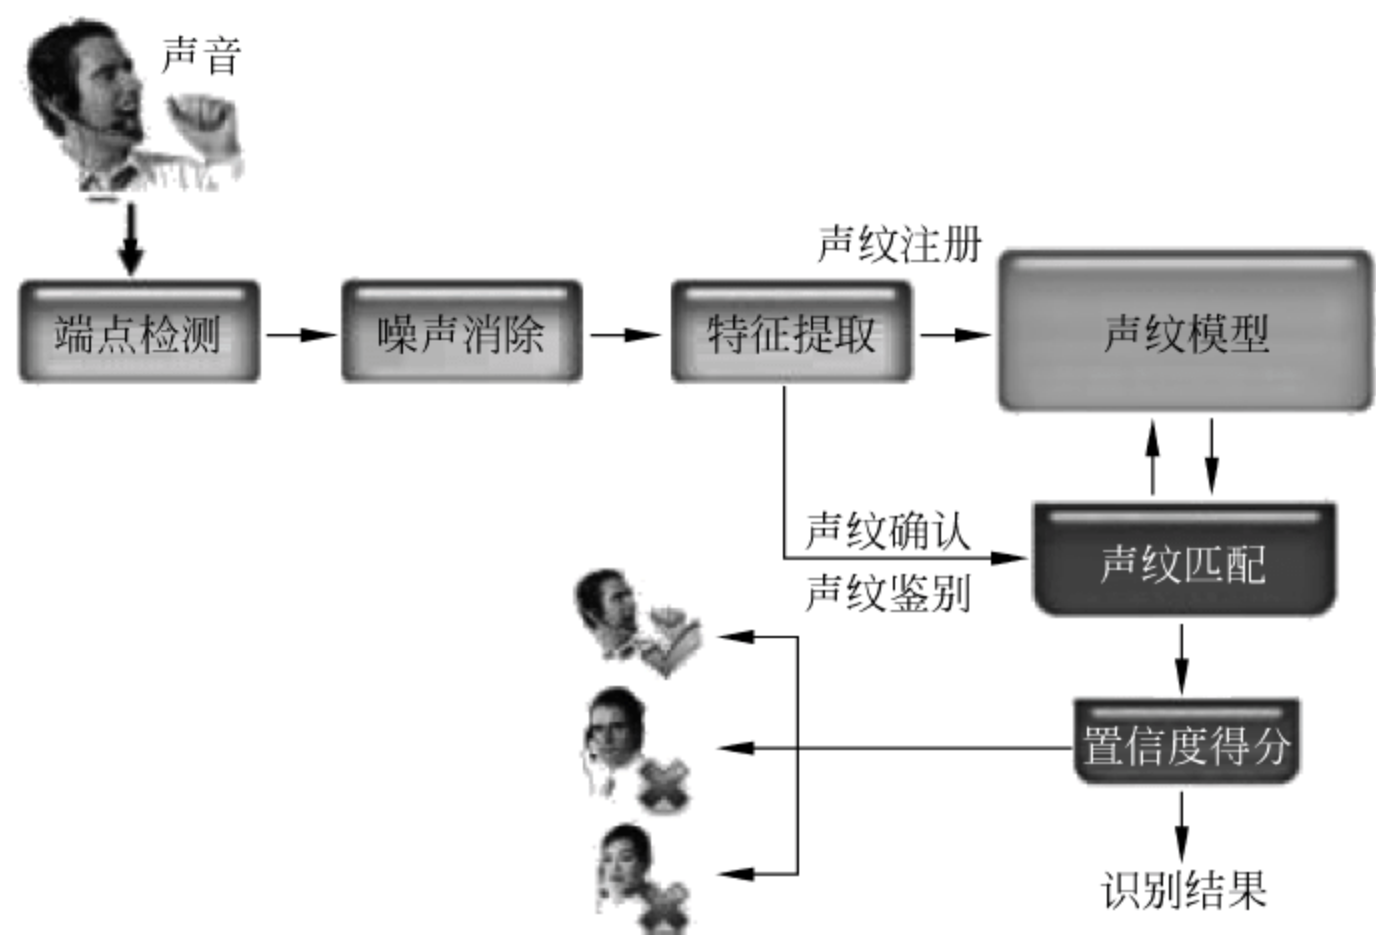 声音
声纹注册
端点检测
噪声消除
特征提取
声纹模型
声纹确认
声纹鉴别
声纹匹配
置信度得分
识别结果